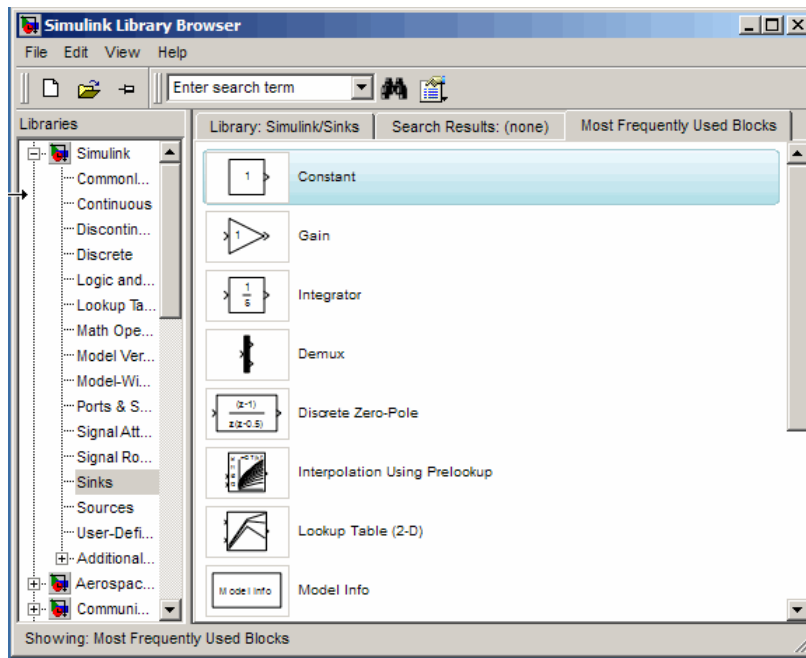 Simulink Library Browser
File Edit View Help
Enter search term
Libraries
Library: Simulink/Sinks
Search Results: (none)
Most Frequently Used Blocks
Simulink
Commonl...
Continuous
Discontin...
Discrete
Logic and...
Lookup Ta...
Math Ope...
Model Ver...
Model-Wi...
Ports & S...
Signal Att...
Signal Ro...
Sinks
Sources
User-Defi...
Additional...
Aerospac...
Communi...
1
Constant
1
Gain
1
s
Integrator
Demux
(z-1)
z(z-0.5)
Discrete Zero-Pole
Interpolation Using Prelookup
Lookup Table (2-D)
Model Info
Model Info
Showing: Most Frequently Used Blocks